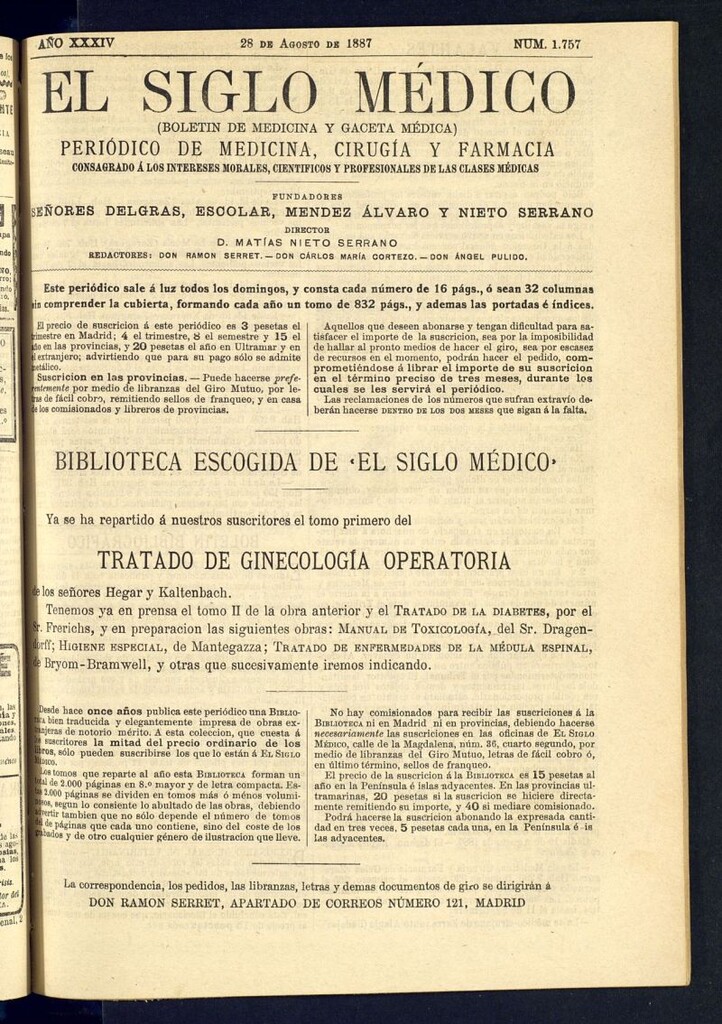 AÑO XXXIV 28 DE AGOSTO DE 1887 NUM. 1.757
EL SIGLO MÉDICO
(BOLETIN DE MEDICINA Y GACETA MÉDICA)
PERIÓDICO DE MEDICINA, CIRUGÍA Y FARMACIA
CONSAGRADO Á LOS INTERESES MORALES, CIENTIFICOS Y PROFESIONALES DE LAS CLASES MÉDICAS
FUNDADORES
SEÑORES DELGRAS, ESCOLAR, MENDEZ ÁLVARO Y NIETO SERRANO
DIRECTOR
D. MATÍAS NIETO SERRANO
REDACTORES: DON RAMON SERRET.—DON CÁRLOS MARÍA CORTEZO.—DON ÁNGEL PULIDO.
Este periódico sale á luz todos los domingos, y consta cada número de 16 págs., ó sean 32 columnas
sin comprender la cubierta, formando cada año un tomo de 832 págs., y ademas las portadas é índices.
El precio de suscricion á este periódico es 3 pesetas el
trimestre en Madrid; 4 el trimestre, 8 el semestre y 15 el
año en las provincias, y 20 pesetas el año en Ultramar y en
el extranjero; advirtiendo que para su pago sólo se admite
metálico.
Suscricion en las provincias.—Puede hacerse prefe-
rentemente por medio de libranzas del Giro Mutuo, por le-
tras de fácil cobro, remitiendo sellos de franqueo, y en casa
de los comisionados y libreros de provincias.
Aquellos que deseen abonarse y tengan dificultad para sa-
tisfacer el importe de la suscricion, sea por la imposibilidad
de hallar al pronto medios de hacer el giro, sea por escasez
de recursos en el momento, podrán hacer el pedido, com-
prometiéndose á librar el importe de su suscricion
en el término preciso de tres meses, durante los
cuales se les servirá el periódico.
Las reclamaciones de los números que sufran extravío de-
berán hacerse DENTRO DE LOS DOS MESES que sigan á la falta.
BIBLIOTECA ESCOGIDA DE «EL SIGLO MÉDICO»
Ya se ha repartido á nuestros suscritores el tomo primero del
TRATADO DE GINECOLOGÍA OPERATORIA
de los señores Hegar y Kaltenbach.
Tenemos ya en prensa el tomo II de la obra anterior y el TRATADO DE LA DIABETES, por el
Sr. Frerichs, y en preparacion las siguientes obras: MANUAL DE TOXICOLOGÍA, del Sr. Dragen-
dorff; HIGIENE ESPECIAL, de Mantegazza; TRATADO DE ENFERMEDADES DE LA MÉDULA ESPINAL,
de Bryom-Bramwell, y otras que sucesivamente iremos indicando.
Desde hace once años publica este periódico una BIBLIO-
TECA bien traducida y elegantemente impresa de obras ex-
tranjeras de notorio mérito. A esta coleccion, que cuesta á
los suscritores la mitad del precio ordinario de los
libros, sólo pueden suscribirse los que lo están á EL SIGLO
MÉDICO.
Los tomos que reparte al año esta BIBLIOTECA forman un
total de 2.000 páginas en 8.º mayor y de letra compacta. Es-
tas 2.000 páginas se dividen en tomos más ó ménos volumi-
nosos, segun lo consiente lo abultado de las obras, debiendo
advertir tambien que no sólo depende el número de tomos
del de páginas que cada uno contiene, sino del coste de los
grabados y de otro cualquier género de ilustracion que lleve.
No hay comisionados para recibir las suscriciones á la
BIBLIOTECA ni en Madrid ni en provincias, debiendo hacerse
necesariamente las suscriciones en las oficinas de EL SIGLO
MÉDICO, calle de la Magdalena, núm. 36, cuarto segundo, por
medio de libranzas del Giro Mutuo, letras de fácil cobro ó,
en último término, sellos de franqueo.
El precio de la suscricion á la BIBLIOTECA es 15 pesetas al
año en la Península é islas adyacentes. En las provincias ul-
tramarinas, 20 pesetas si la suscricion se hiciere directa-
mente remitiendo su importe, y 40 si mediare comisionado.
Podrá hacerse la suscricion abonando la expresada canti-
dad en tres veces, 5 pesetas cada una, en la Península é is-
las adyacentes.
La correspondencia, los pedidos, las libranzas, letras y demas documentos de giro se dirigirán á
DON RAMON SERRET, APARTADO DE CORREOS NÚMERO 121, MADRID